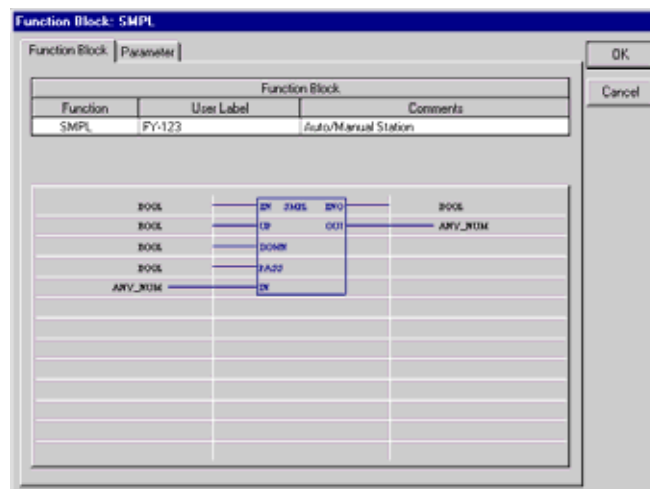 Function Block: SMPL
Function Block Parameter
OK
Cancel
Function Block
Function User Label Comments
SMPL FY-123 Auto/Manual Station
BOOL EN SMPL ENO BOOL
BOOL UP OUT ANY_NUM
BOOL DOWN
BOOL PASS
ANY_NUM IN